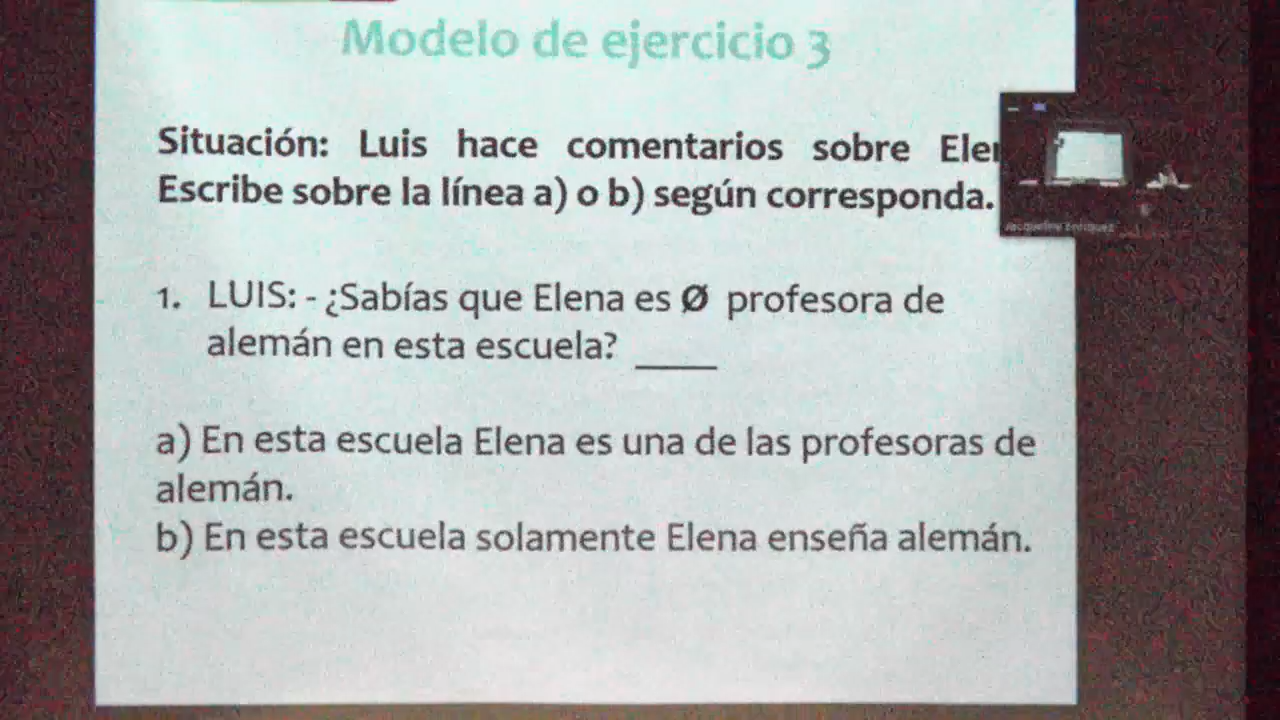 Modelo de ejercicio 3
Situación: Luis hace comentarios sobre
Escribe sobre la línea a) o b) según corresponda.
1. LUIS: - ¿Sabías que Elena es Ø profesora de
alemán en esta escuela? ____
a) En esta escuela Elena es una de las profesoras de
alemán.
b) En esta escuela solamente Elena enseña alemán.
Jacqueline Enríquez